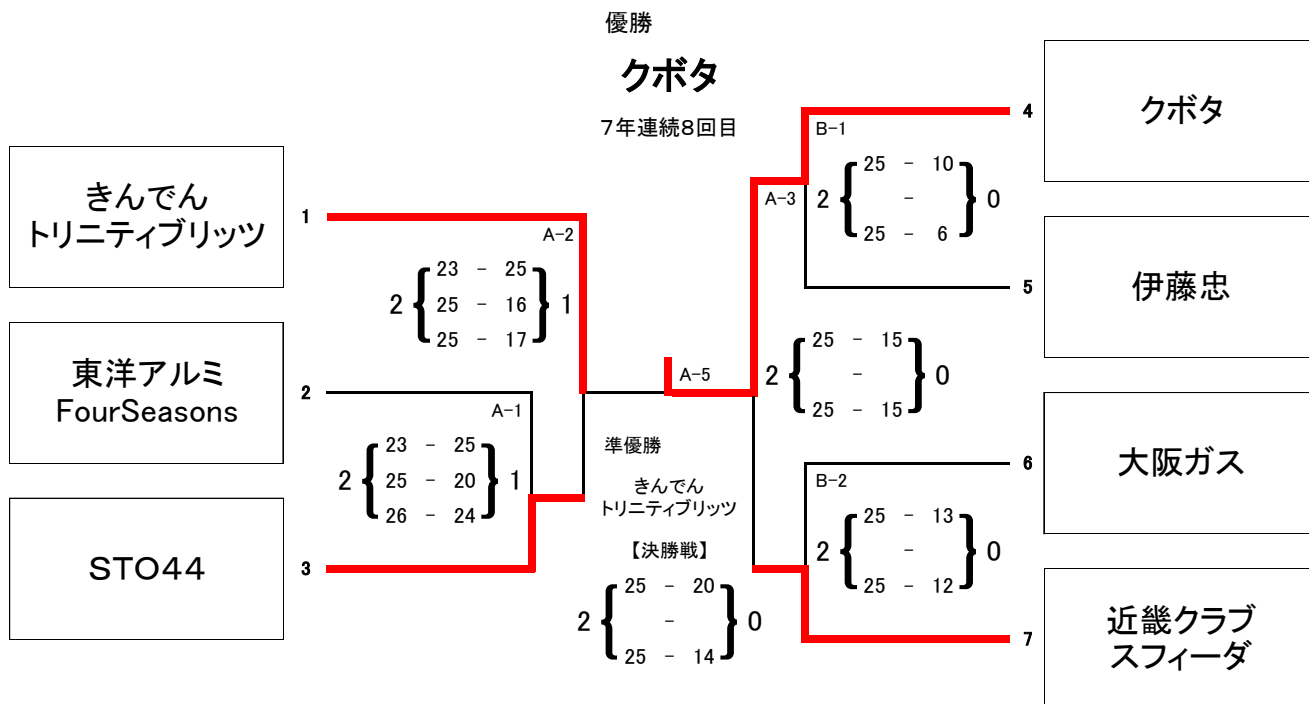 優勝
クボタ
7年連続8回目
きんでん
トリニティブリッツ
1
A-2
2 { 23 - 25 } 1
25 - 16
25 - 17
東洋アルミ
FourSeasons
2
A-1
2 { 23 - 25 } 1
25 - 20
26 - 24
STO44
3
A-5
準優勝
きんでん
トリニティブリッツ
【決勝戦】
2 { 25 - 20 } 0
-
25 - 14
4
クボタ
B-1
A-3
2 { 25 - 10 } 0
-
25 - 6
5
伊藤忠
2 { 25 - 15 } 0
-
25 - 15
6
大阪ガス
B-2
2 { 25 - 13 } 0
-
25 - 12
7
近畿クラブ
スフィーダ